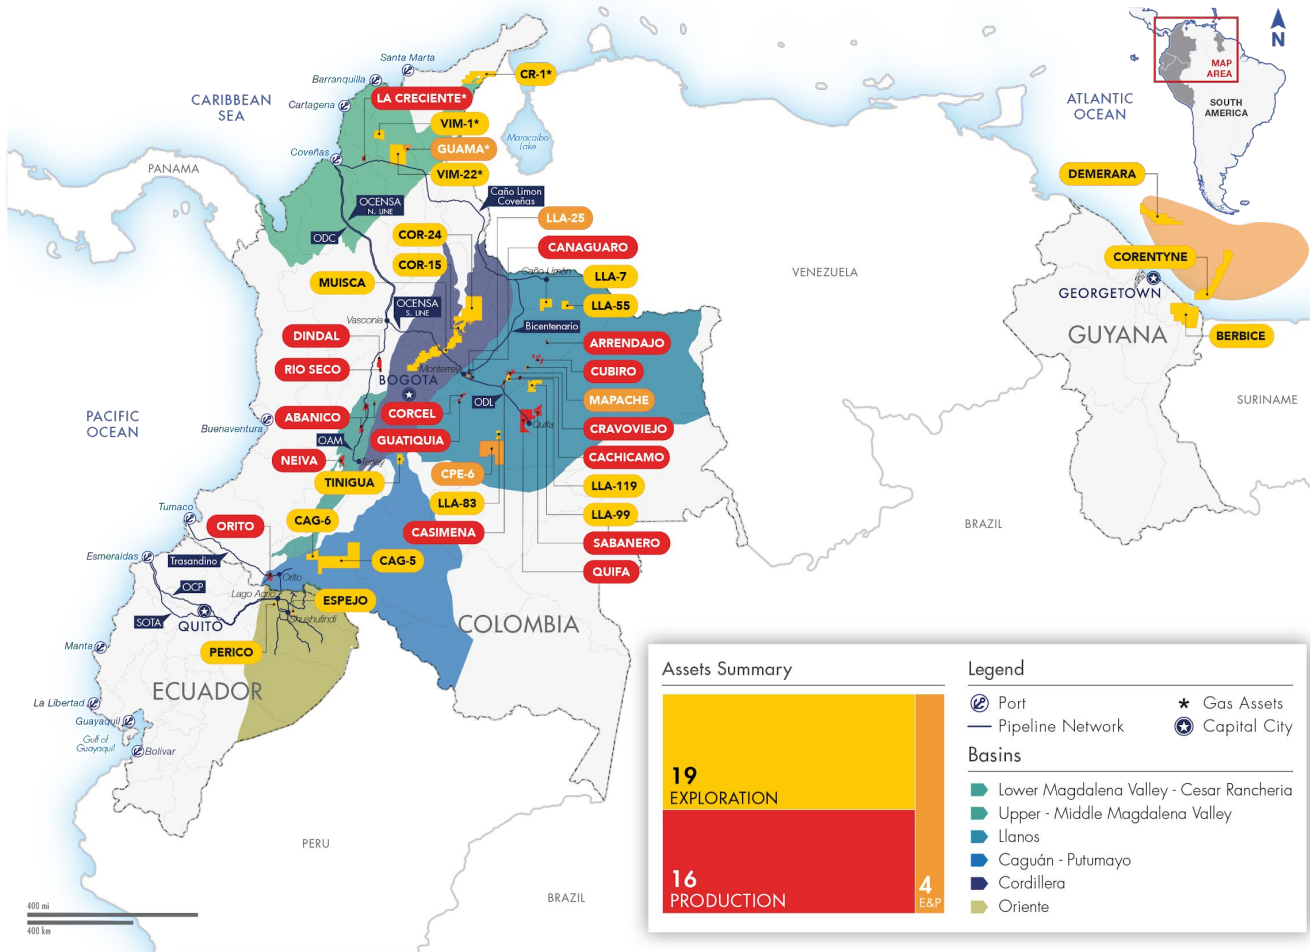 Santa Marta
Barranquilla
Cartagena
Coveñas
CARIBBEAN
SEA
PANAMA
CR-1*
LA CRECIENTE*
VIM-1*
GUAMA*
VIM-22*
Maracaibo
Lake
Caño Limon
Coveñas
OCENSA
N. LINE
ODC
N
MAP
AREA
SOUTH
AMERICA
ATLANTIC
OCEAN
DEMERARA
CORENTYNE
GEORGETOWN
GUYANA
BERBICE
SURINAME
VENEZUELA
BRAZIL
LLA-25
COR-24
CANAGUARO
COR-15
Caño Limón
LLA-7
MUISCA
LLA-55
OCENSA
S. LINE
Vasconia
Bicentenario
DINDAL
ARRENDAJO
RIO SECO
Monterrey
CUBIRO
BOGOTA
MAPACHE
ODL
ABANICO
CORCEL
Quifa
CRAVOVIEJO
PACIFIC
OCEAN
Buenaventura
OAM
GUATIQUIA
CACHICAMO
NEIVA
Tenay
CPE-6
TINIGUA
LLA-119
LLA-83
LLA-99
CASIMENA
SABANERO
QUIFA
Tumaco
ORITO
CAG-6
Esmeraldas
Trasandino
CAG-5
Orito
OCP
Lago Agrio
ESPEJO
Shushufindi
SOTA
QUITO
COLOMBIA
Manta
PERICO
ECUADOR
La Libertad
Guayaquil
Gulf of
Guayaquil
Bolivar
PERU
BRAZIL
400 mi
400 km
Assets Summary
19
EXPLORATION
16
PRODUCTION
4
E&P
Legend
Port
* Gas Assets
Pipeline Network
Capital City
Basins
Lower Magdalena Valley - Cesar Rancheria
Upper - Middle Magdalena Valley
Llanos
Caguán - Putumayo
Cordillera
Oriente